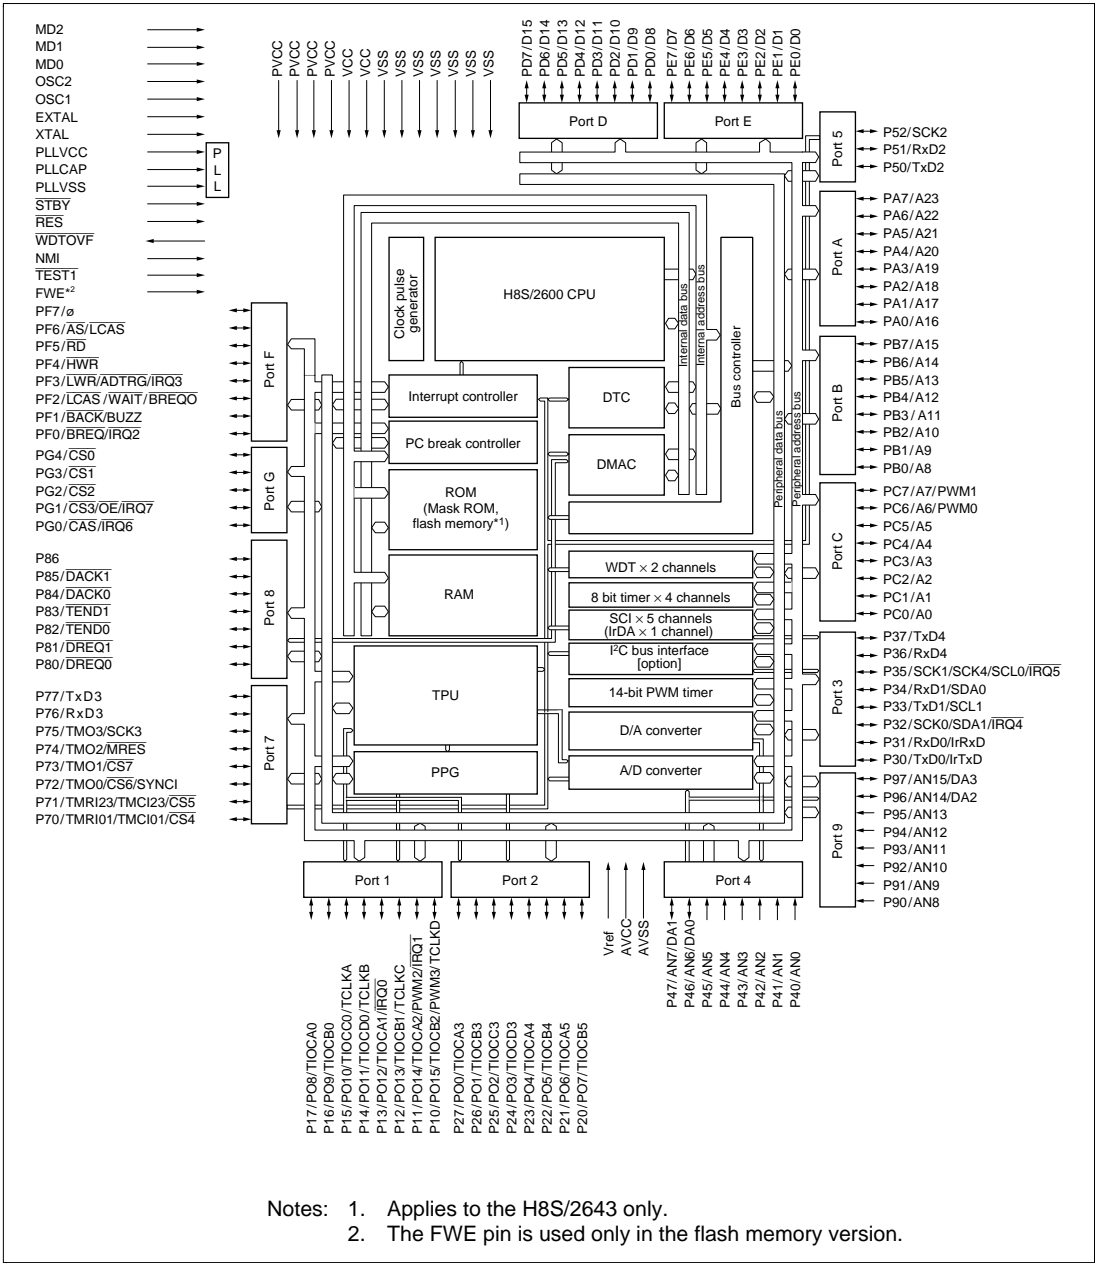 MD2
MD1
MD0
OSC2
OSC1
EXTAL
XTAL
PLLVCC
PLLCAP
PLLVSS
STBY
RES
WDTOVF
NMI
TEST1
FWE*2
P
L
L
PVCC
PVCC
PVCC
PVCC
VCC
VCC
VSS
VSS
VSS
VSS
VSS
VSS
VSS
PD7/D15
PD6/D14
PD5/D13
PD4/D12
PD3/D11
PD2/D10
PD1/D9
PD0/D8
PE7/D7
PE6/D6
PE5/D5
PE4/D4
PE3/D3
PE2/D2
PE1/D1
PE0/D0
Port D
Port E
Port 5
P52/SCK2
P51/RxD2
P50/TxD2
Port A
PA7/A23
PA6/A22
PA5/A21
PA4/A20
PA3/A19
PA2/A18
PA1/A17
PA0/A16
Port B
PB7/A15
PB6/A14
PB5/A13
PB4/A12
PB3/A11
PB2/A10
PB1/A9
PB0/A8
Port C
PC7/A7/PWM1
PC6/A6/PWM0
PC5/A5
PC4/A4
PC3/A3
PC2/A2
PC1/A1
PC0/A0
Port 3
P37/TxD4
P36/RxD4
P35/SCK1/SCK4/SCL0/IRQ5
P34/RxD1/SDA0
P33/TxD1/SCL1
P32/SCK0/SDA1/IRQ4
P31/RxD0/IrRxD
P30/TxD0/IrTxD
Port 9
P97/AN15/DA3
P96/AN14/DA2
P95/AN13
P94/AN12
P93/AN11
P92/AN10
P91/AN9
P90/AN8
PF7/ø
PF6/AS/LCAS
PF5/RD
PF4/HWR
PF3/LWR/ADTRG/IRQ3
PF2/LCAS /WAIT/BREQO
PF1/BACK/BUZZ
PF0/BREQ/IRQ2
Port F
PG4/CS0
PG3/CS1
PG2/CS2
PG1/CS3/OE/IRQ7
PG0/CAS/IRQ6
Port G
P86
P85/DACK1
P84/DACK0
P83/TEND1
P82/TEND0
P81/DREQ1
P80/DREQ0
Port 8
P77/TxD3
P76/RxD3
P75/TMO3/SCK3
P74/TMO2/MRES
P73/TMO1/CS7
P72/TMO0/CS6/SYNCI
P71/TMRI23/TMCI23/CS5
P70/TMRI01/TMCI01/CS4
Port 7
Clock pulse
generator
H8S/2600 CPU
Internal data bus
Internal address bus
Bus controller
Peripheral data bus
Peripheral address bus
Interrupt controller
PC break controller
ROM
(Mask ROM,
flash memory*1)
RAM
DTC
DMAC
TPU
PPG
WDT × 2 channels
8 bit timer × 4 channels
SCI × 5 channels
(IrDA × 1 channel)
I2C bus interface
[option]
14-bit PWM timer
D/A converter
A/D converter
Port 1
Port 2
Port 4
P17/PO8/TIOCA0
P16/PO9/TIOCB0
P15/PO10/TIOCC0/TCLKA
P14/PO11/TIOCD0/TCLKB
P13/PO12/TIOCA1/IRQ0
P12/PO13/TIOCB1/TCLKC
P11/PO14/TIOCA2/PWM2/IRQ1
P10/PO15/TIOCB2/PWM3/TCLKD
P27/PO0/TIOCA3
P26/PO1/TIOCB3
P25/PO2/TIOCC3
P24/PO3/TIOCD3
P23/PO4/TIOCA4
P22/PO5/TIOCB4
P21/PO6/TIOCA5
P20/PO7/TIOCB5
Vref
AVCC
AVSS
P47/AN7/DA1
P46/AN6/DA0
P45/AN5
P44/AN4
P43/AN3
P42/AN2
P41/AN1
P40/AN0
Notes: 1. Applies to the H8S/2643 only.
2. The FWE pin is used only in the flash memory version.